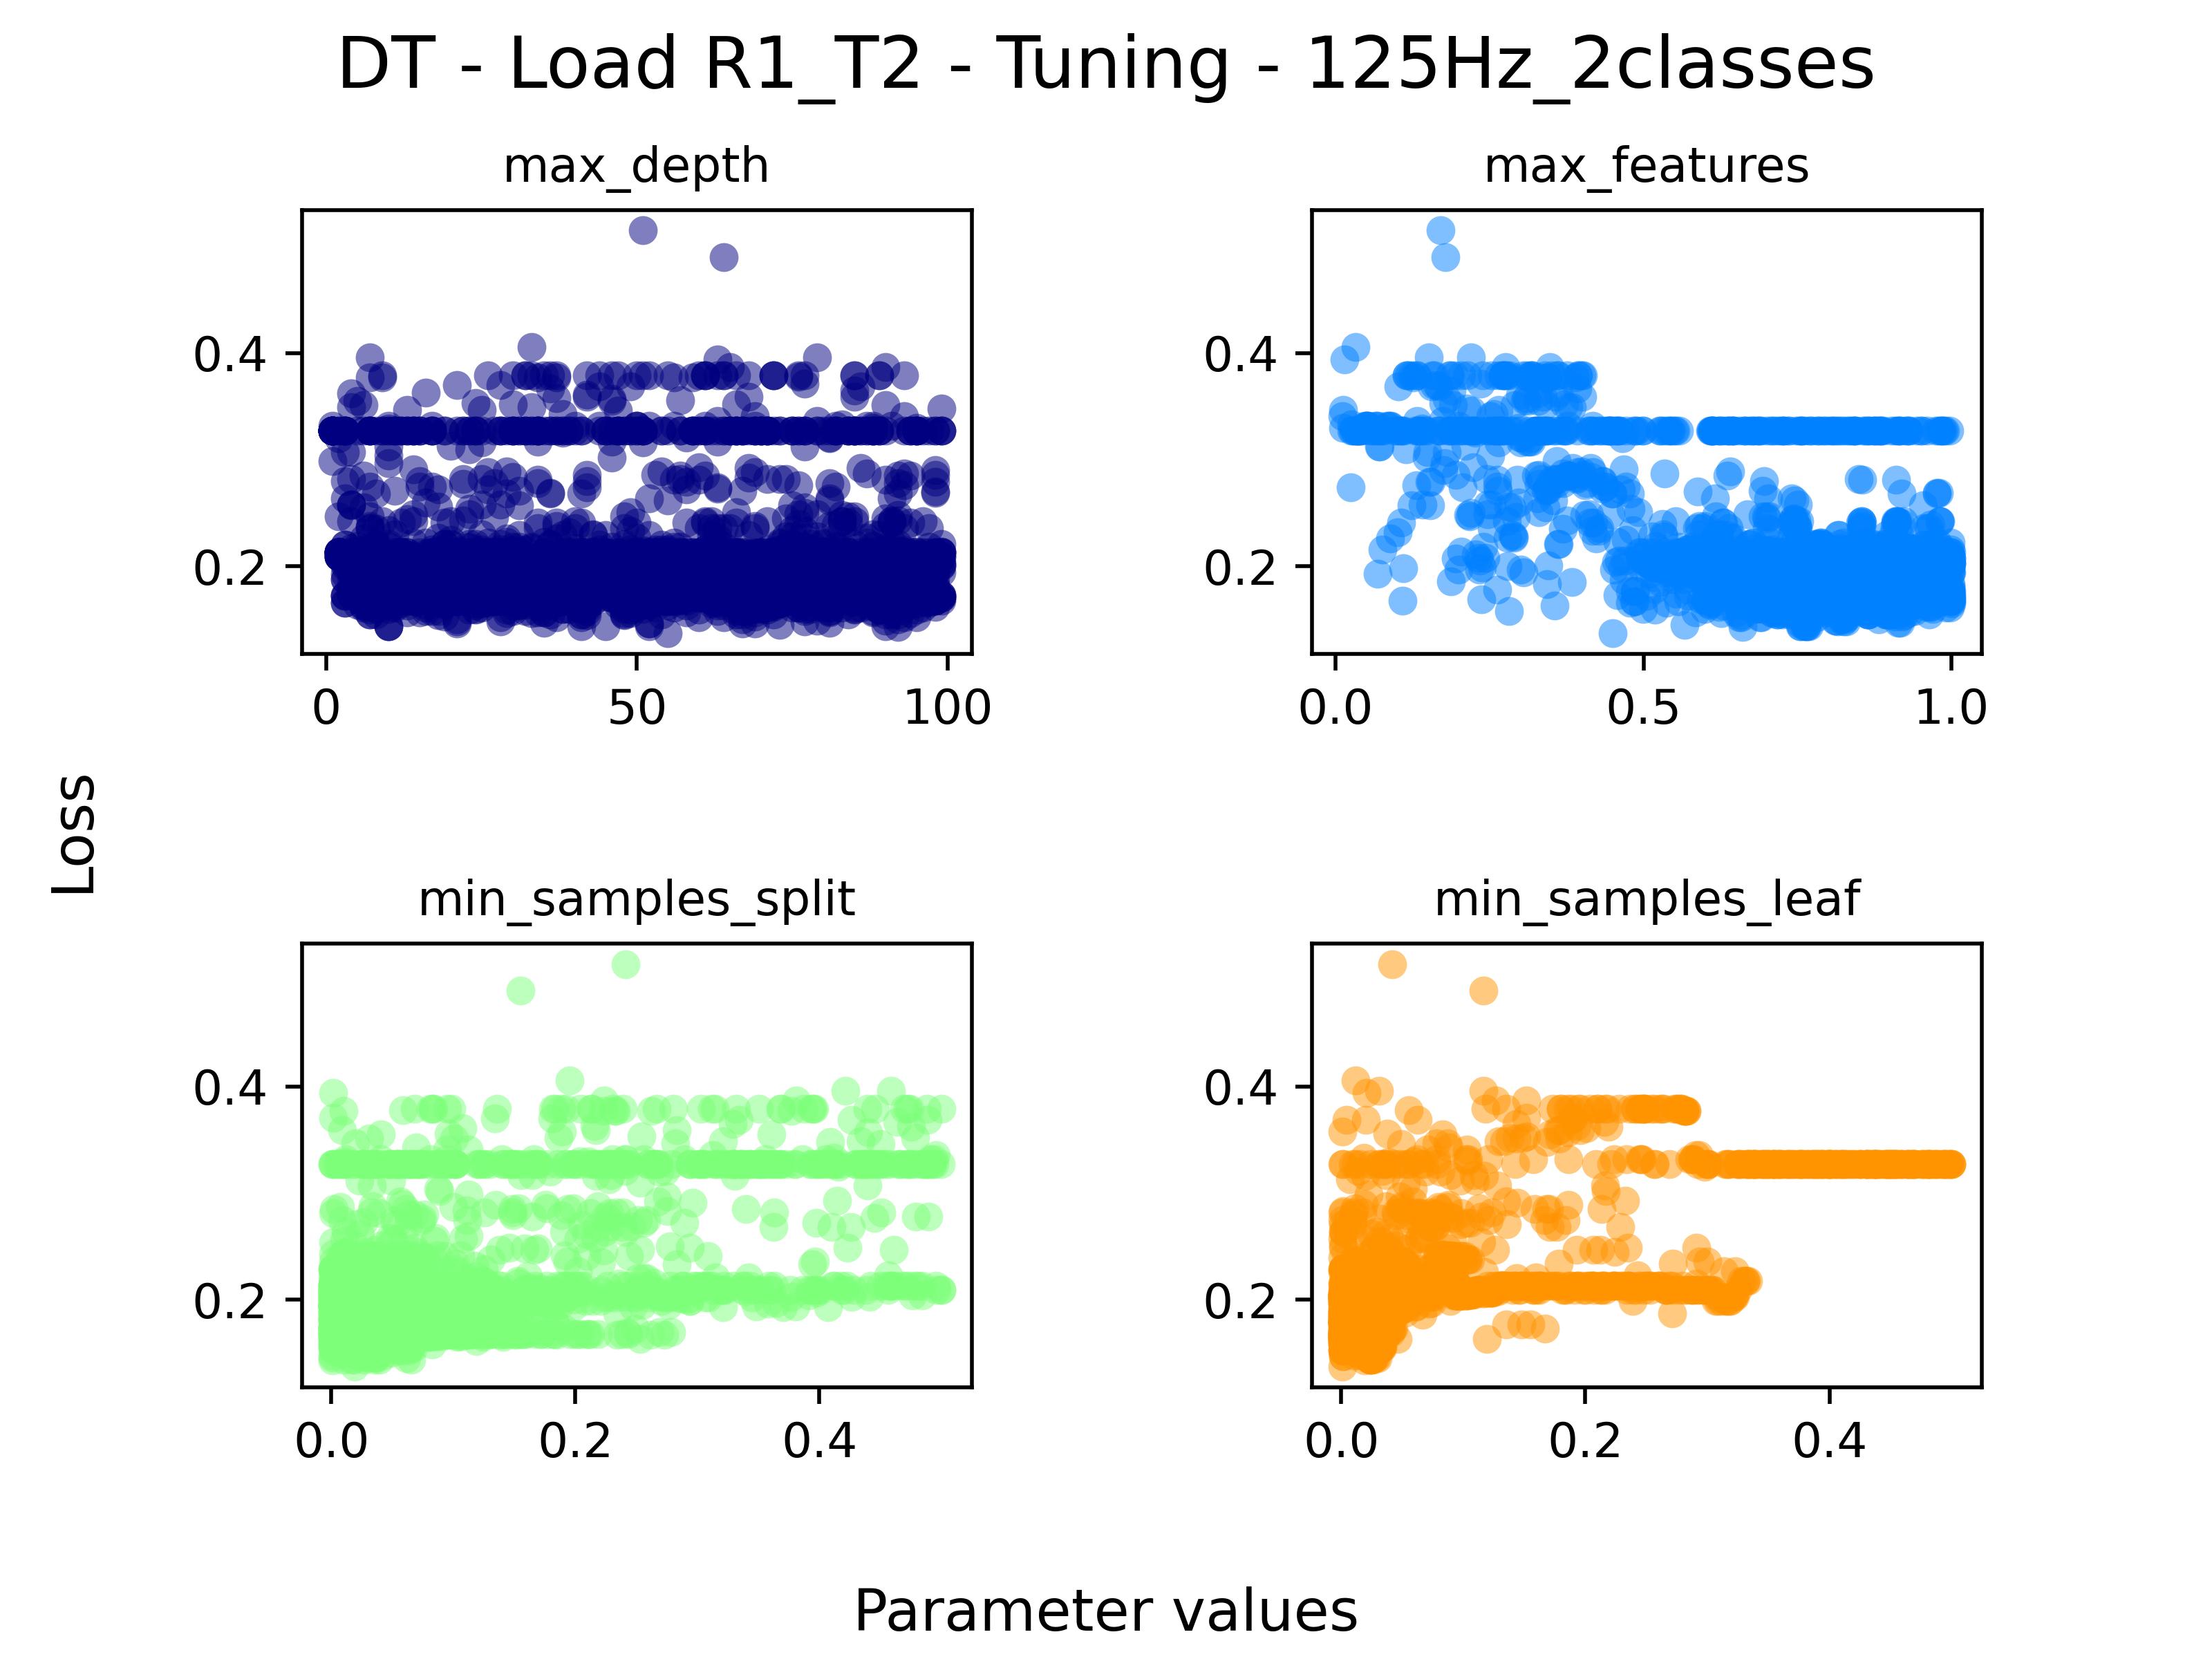 DT - Load R1_T2 - Tuning - 125Hz_2classes
max_depth
max_features
0.4
0.2
0
50
100
0.4
0.2
0.0
0.5
1.0
Loss
min_samples_split
min_samples_leaf
0.4
0.2
0.0
0.2
0.4
0.4
0.2
0.0
0.2
0.4
Parameter values